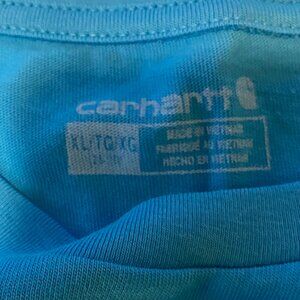 carhartt
XL/TG/XG
MADE IN VIETNAM
FABRIQUÉ AU VIETNAM
HECHO EN VIETNAM